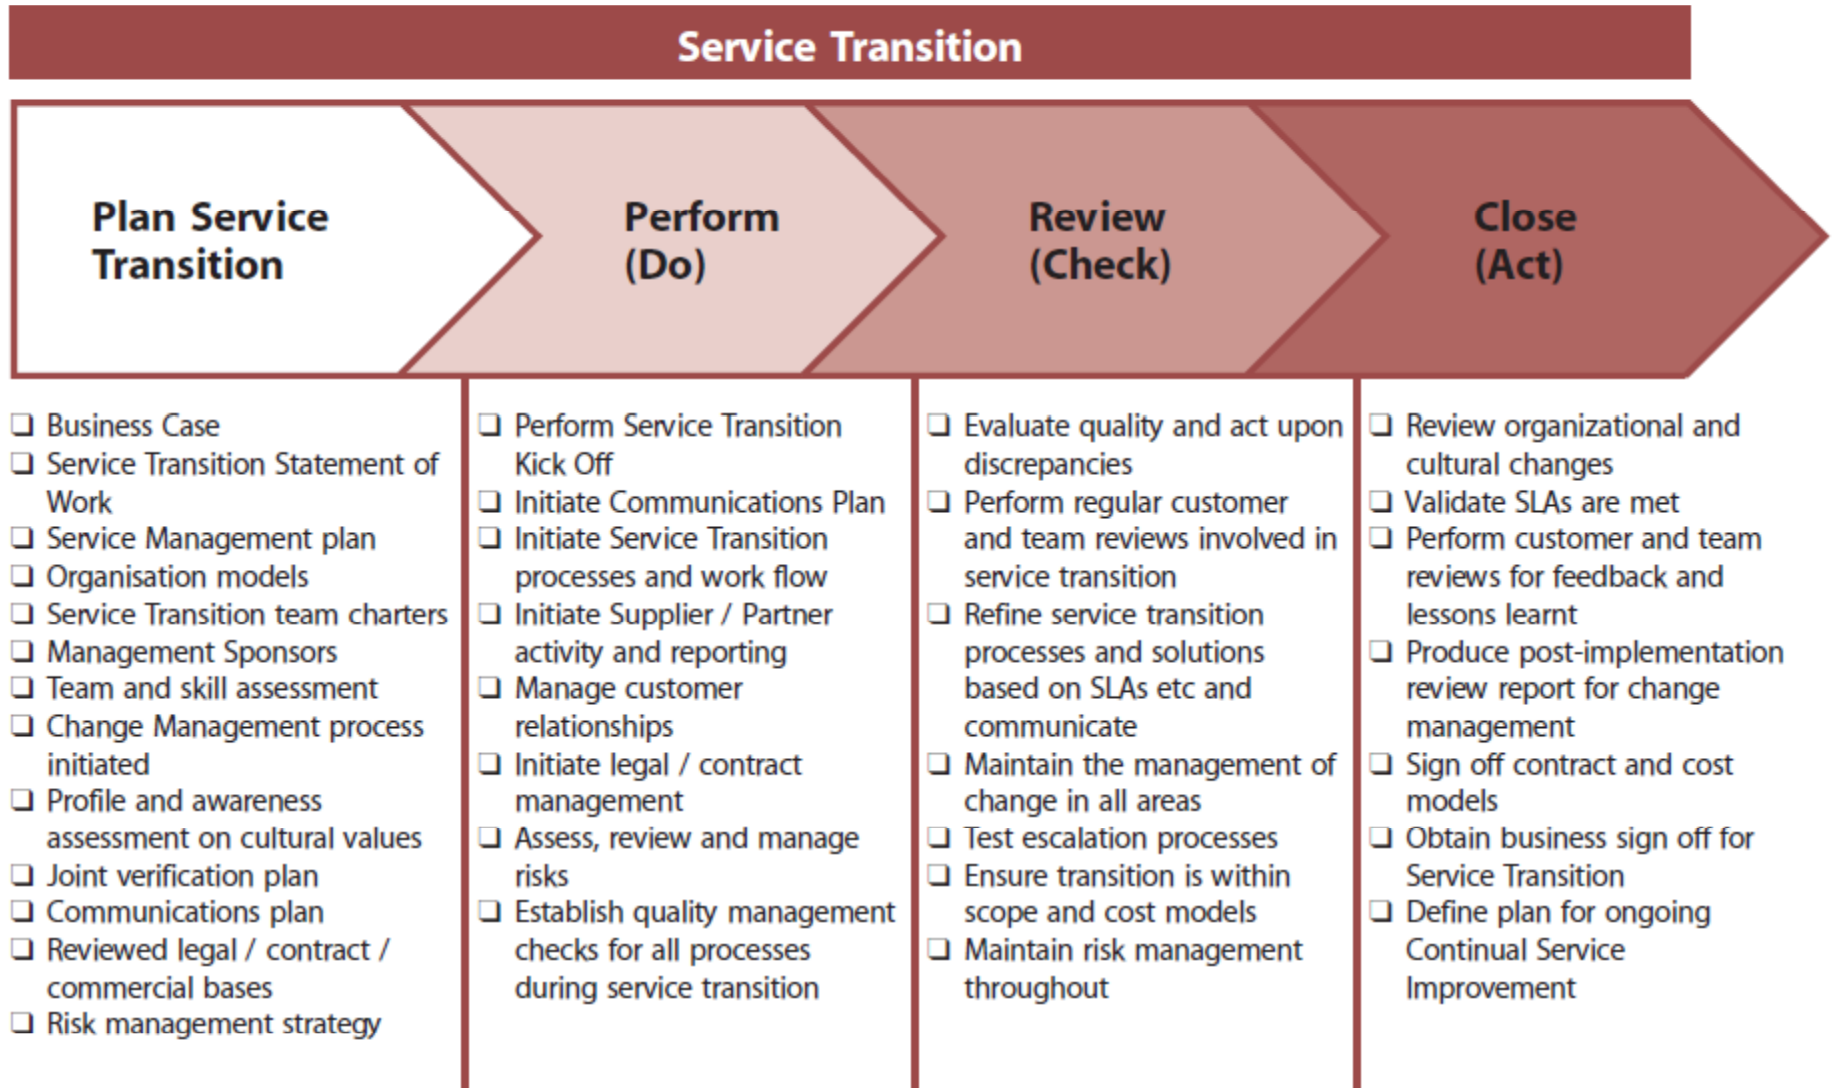 Service Transition
Plan Service
Transition
Perform
(Do)
Review
(Check)
Close
(Act)
❏ Business Case
❏ Service Transition Statement of
Work
❏ Service Management plan
❏ Organisation models
❏ Service Transition team charters
❏ Management Sponsors
❏ Team and skill assessment
❏ Change Management process
initiated
❏ Profile and awareness
assessment on cultural values
❏ Joint verification plan
❏ Communications plan
❏ Reviewed legal / contract /
commercial bases
❏ Risk management strategy
❏ Perform Service Transition
Kick Off
❏ Initiate Communications Plan
❏ Initiate Service Transition
processes and work flow
❏ Initiate Supplier / Partner
activity and reporting
❏ Manage customer
relationships
❏ Initiate legal / contract
management
❏ Assess, review and manage
risks
❏ Establish quality management
checks for all processes
during service transition
❏ Evaluate quality and act upon
discrepancies
❏ Perform regular customer
and team reviews involved in
service transition
❏ Refine service transition
processes and solutions
based on SLAs etc and
communicate
❏ Maintain the management of
change in all areas
❏ Test escalation processes
❏ Ensure transition is within
scope and cost models
❏ Maintain risk management
throughout
❏ Review organizational and
cultural changes
❏ Validate SLAs are met
❏ Perform customer and team
reviews for feedback and
lessons learnt
❏ Produce post-implementation
review report for change
management
❏ Sign off contract and cost
models
❏ Obtain business sign off for
Service Transition
❏ Define plan for ongoing
Continual Service
Improvement